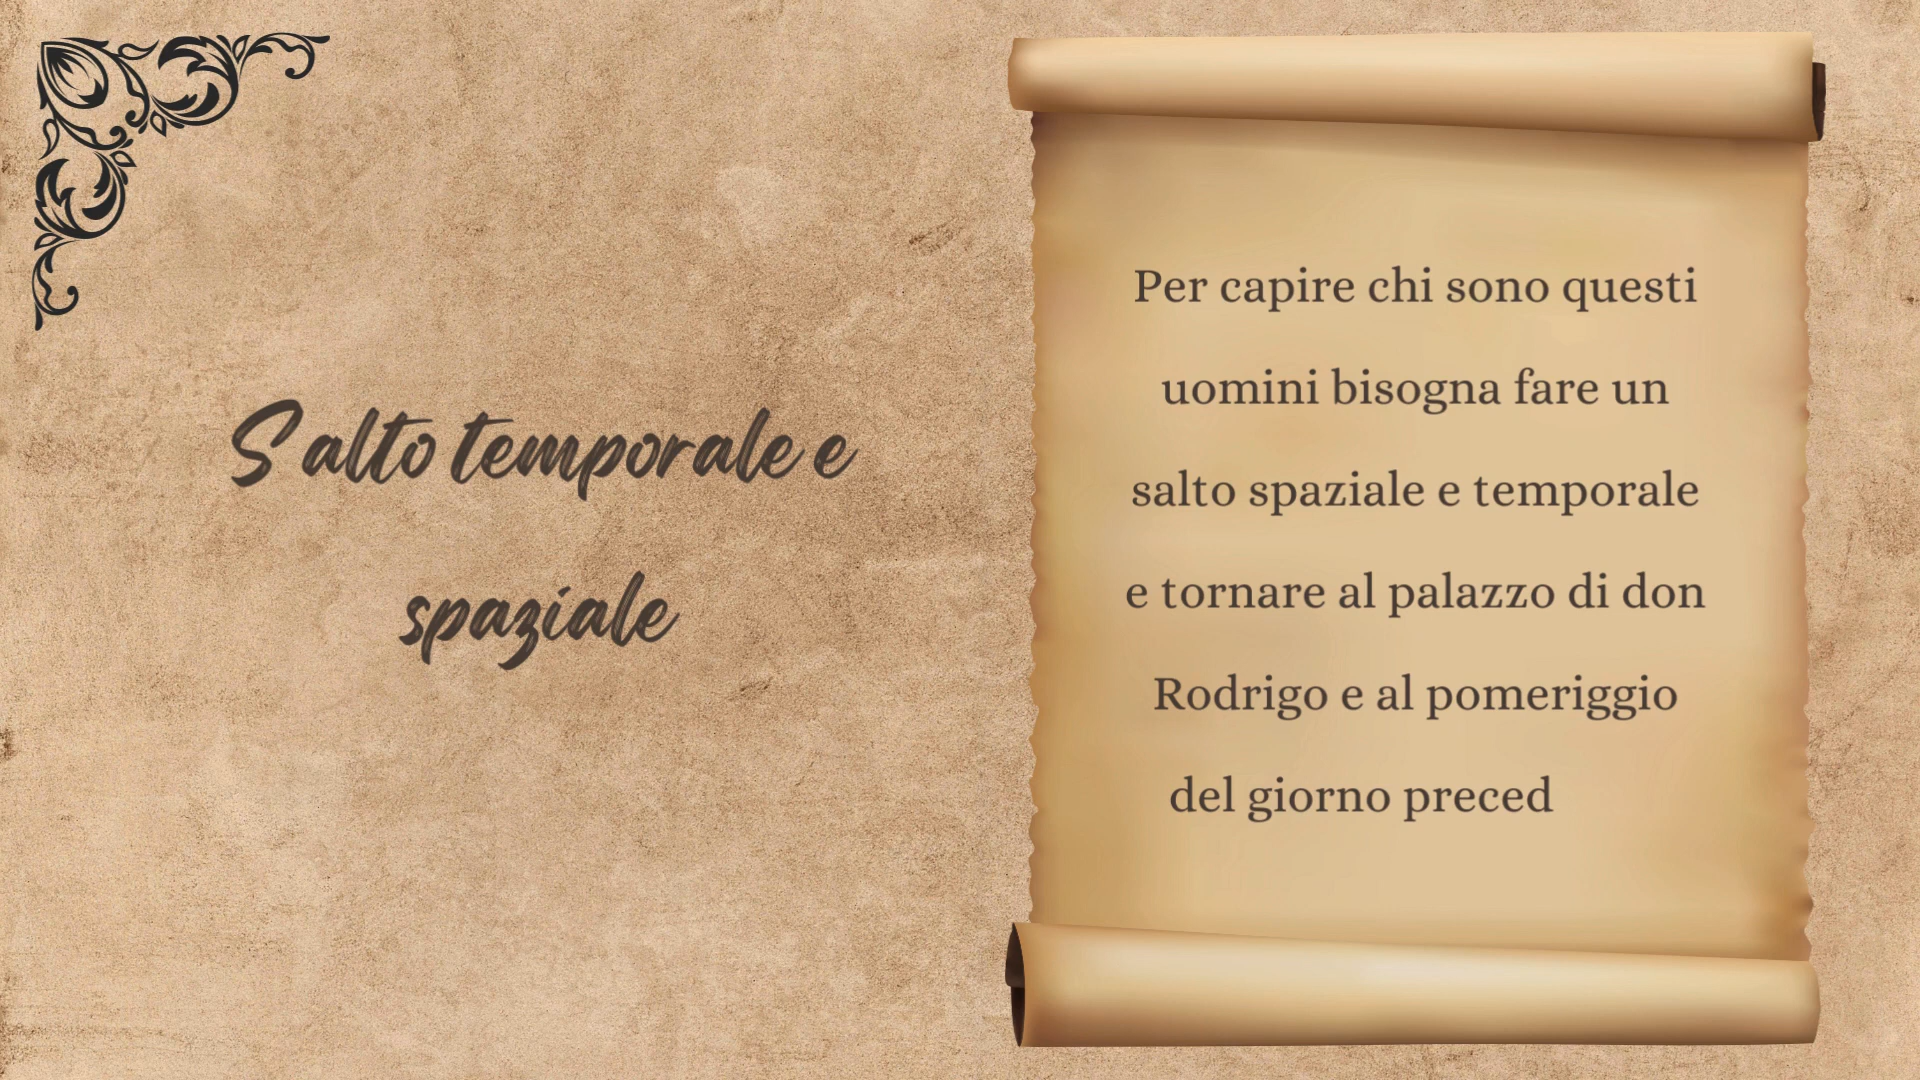 Salto temporale e
spaziale
Per capire chi sono questi
uomini bisogna fare un
salto spaziale e temporale
e tornare al palazzo di don
Rodrigo e al pomeriggio
del giorno preced